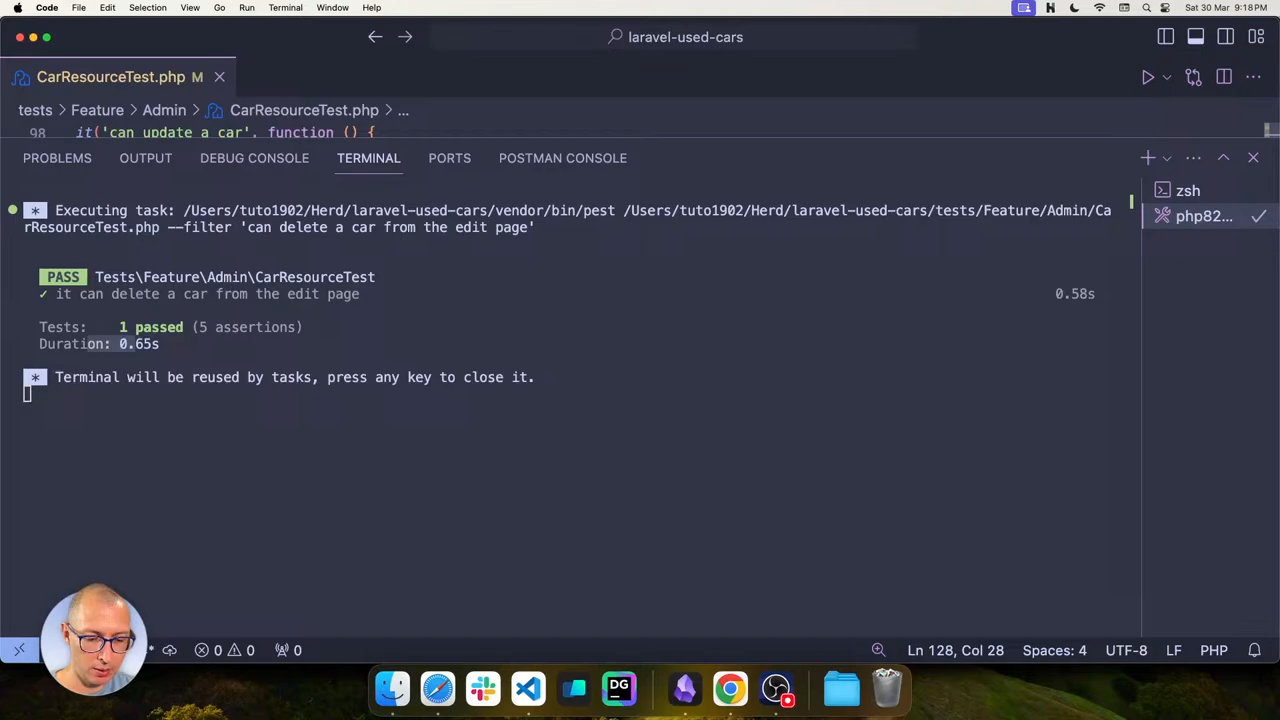 Code File Edit Selection View Go Run Terminal Window Help
Sat 30 Mar 9:18 PM
laravel-used-cars
CarResourceTest.php M
tests > Feature > Admin > CarResourceTest.php > ...
98 it('can update a car', function () {
PROBLEMS OUTPUT DEBUG CONSOLE TERMINAL PORTS POSTMAN CONSOLE
zsh
php82...
* Executing task: /Users/tuto1902/Herd/laravel-used-cars/vendor/bin/pest /Users/tuto1902/Herd/laravel-used-cars/tests/Feature/Admin/Ca
rResourceTest.php --filter 'can delete a car from the edit page'
PASS Tests\Feature\Admin\CarResourceTest
✓ it can delete a car from the edit page 0.58s
Tests: 1 passed (5 assertions)
Duration: 0.65s
* Terminal will be reused by tasks, press any key to close it.
0 0 0 Ln 128, Col 28 Spaces: 4 UTF-8 LF PHP
DG